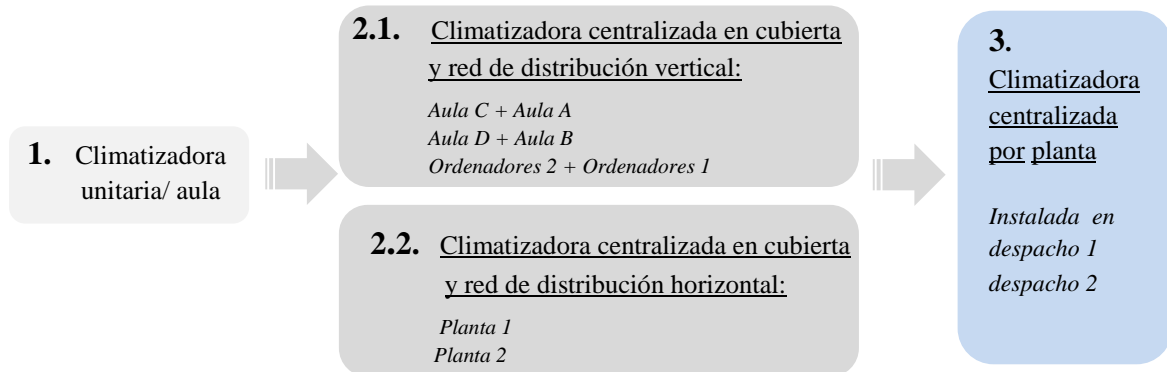 1. Climatizadora
unitaria/ aula
2.1. Climatizadora centralizada en cubierta
y red de distribución vertical:
Aula C + Aula A
Aula D + Aula B
Ordenadores 2 + Ordenadores 1
2.2. Climatizadora centralizada en cubierta
y red de distribución horizontal:
Planta 1
Planta 2
3.
Climatizadora
centralizada
por planta
Instalada en
despacho 1
despacho 2